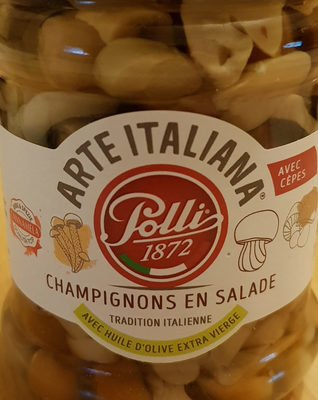 ARTE ITALIANA®
AVEC
CÈPES
Polli
1872
CHAMPIGNONS EN SALADE
TRADITION ITALIENNE
AVEC HUILE D'OLIVE EXTRA VIERGE